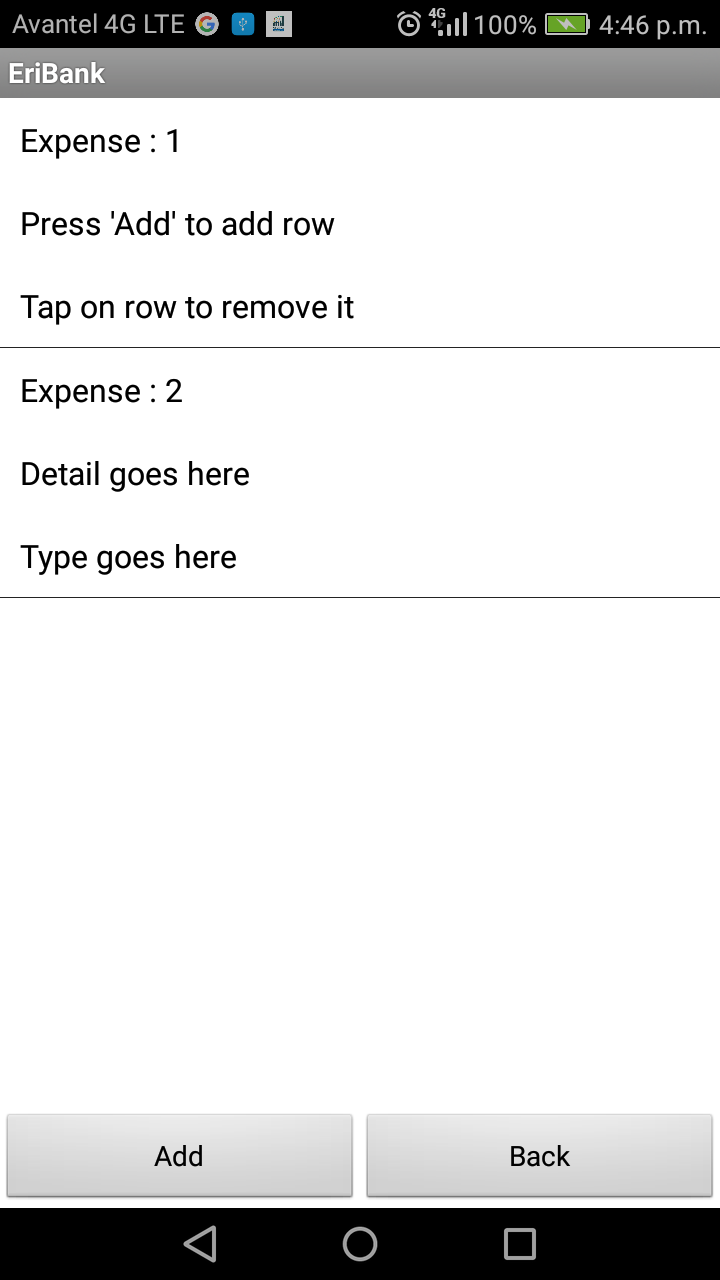 Avantel 4G LTE 4G 100% 4:46 p.m.
EriBank
Expense : 1
Press 'Add' to add row
Tap on row to remove it
Expense : 2
Detail goes here
Type goes here
Add Back